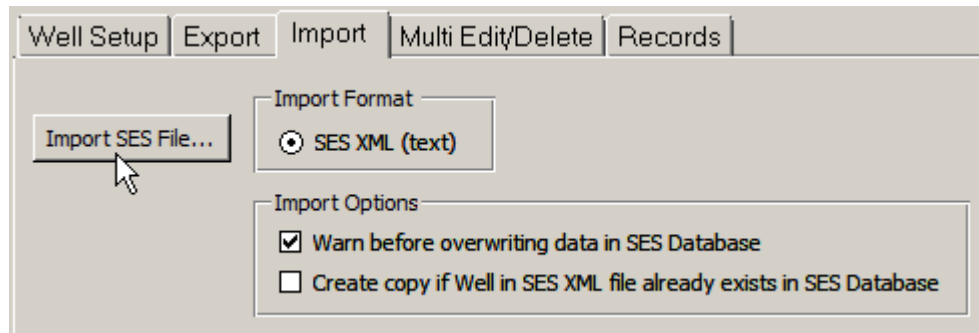 Well Setup Export Import Multi Edit/Delete Records
Import Format
Import SES File...
SES XML (text)
Import Options
Warn before overwriting data in SES Database
Create copy if Well in SES XML file already exists in SES Database